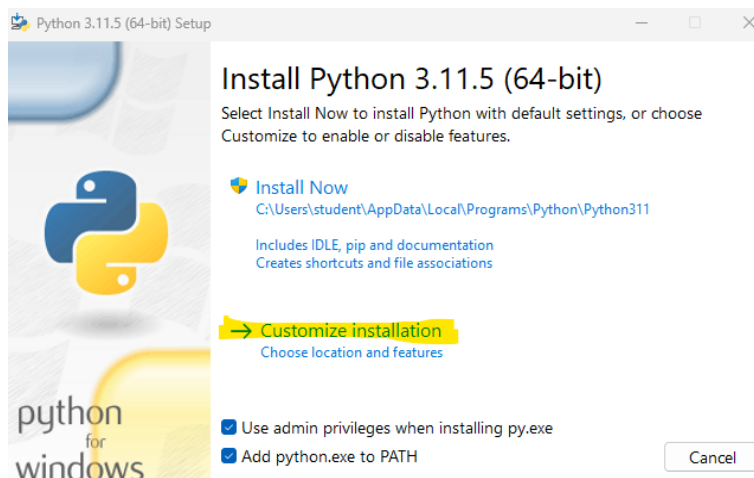 Python 3.11.5 (64-bit) Setup
Install Python 3.11.5 (64-bit)
Select Install Now to install Python with default settings, or choose
Customize to enable or disable features.
Install Now
C:\Users\student\AppData\Local\Programs\Python\Python311
Includes IDLE, pip and documentation
Creates shortcuts and file associations
Customize installation
Choose location and features
python
for
windows
Use admin privileges when installing py.exe
Add python.exe to PATH
Cancel